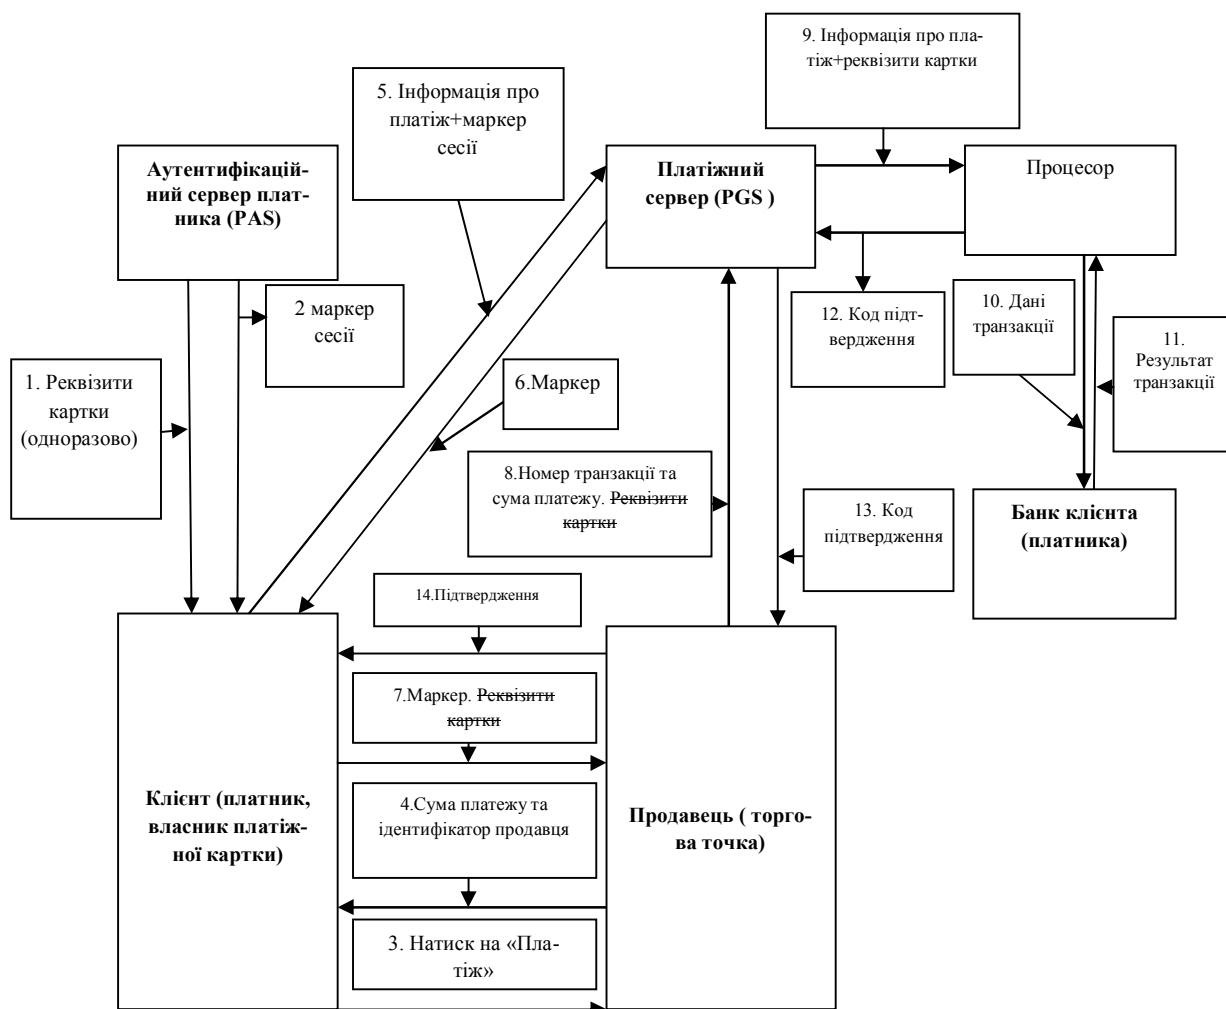 9. Інформація про пла-
тіж+реквізити картки
5. Інформація про
платіж+маркер
сесії
Аутентифікацій-
ний сервер плат-
ника (PAS)
Платіжний
сервер (PGS )
Процесор
2 маркер
сесії
12. Код підт-
вердження
10. Дані
транзакції
11.
Результат
транзакції
1. Реквізити
картки
(одноразово)
6.Маркер
8.Номер транзакції та
сума платежу. Реквізити
картки
13. Код
підтвердження
Банк клієнта
(платника)
14.Підтвердження
7.Маркер. Реквізити
картки
Клієнт (платник,
власник платіж-
ної картки)
4.Сума платежу та
ідентифікатор продавця
Продавець ( торго-
ва точка)
3. Натиск на «Пла-
тіж»